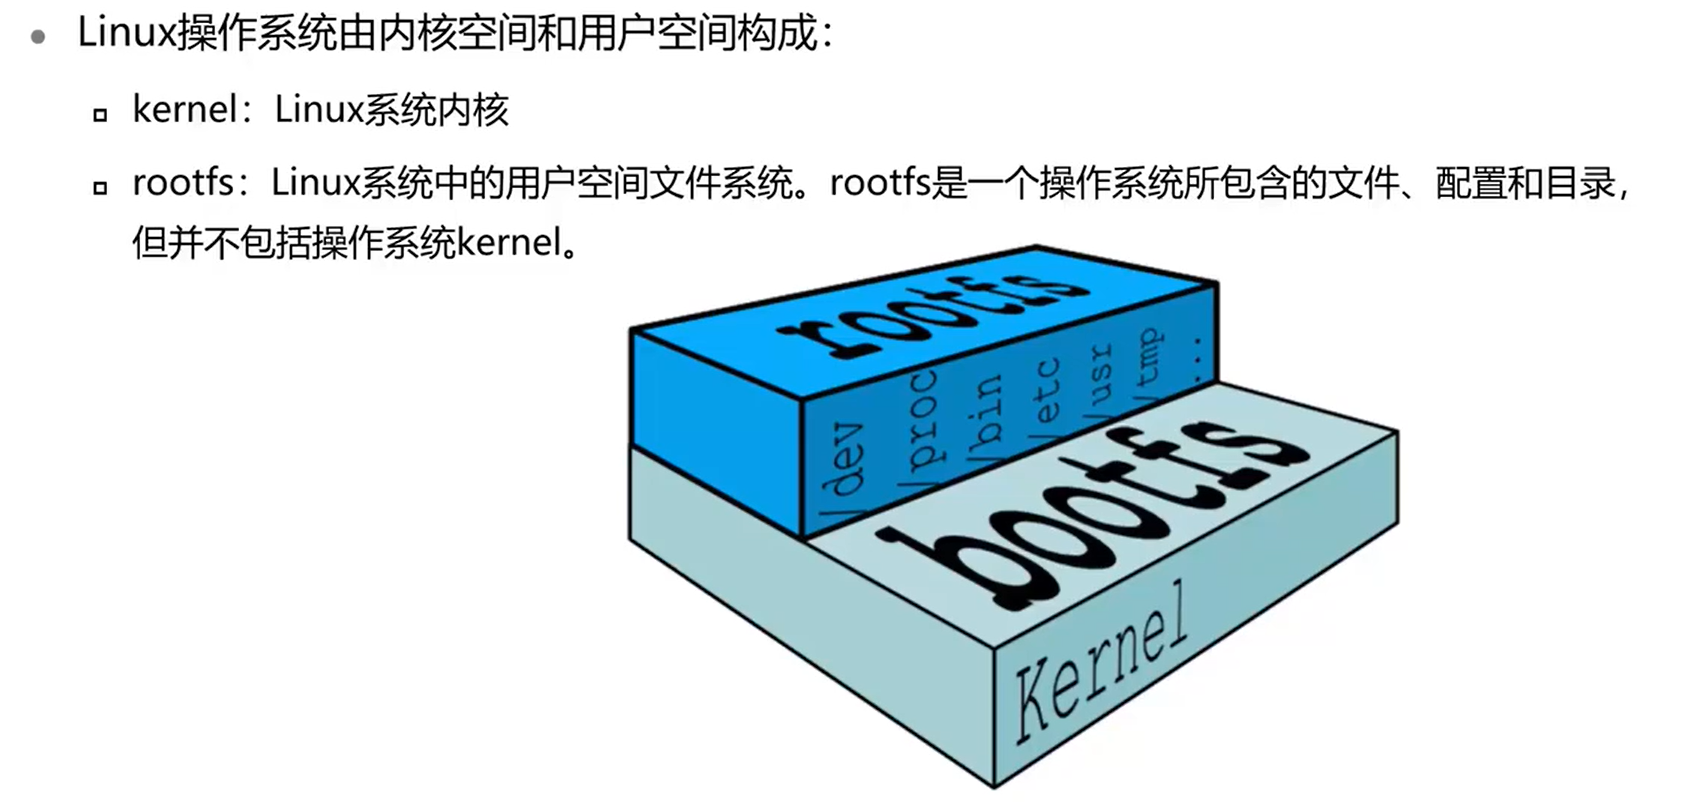 Linux操作系统由内核空间和用户空间构成：
kernel：Linux系统内核
rootfs：Linux系统中的用户空间文件系统。rootfs是一个操作系统所包含的文件、配置和目录，
但并不包括操作系统kernel。
rootfs
/dev
/proc
/bin
/etc
/usr
/tmp
...
bootfs
Kernel